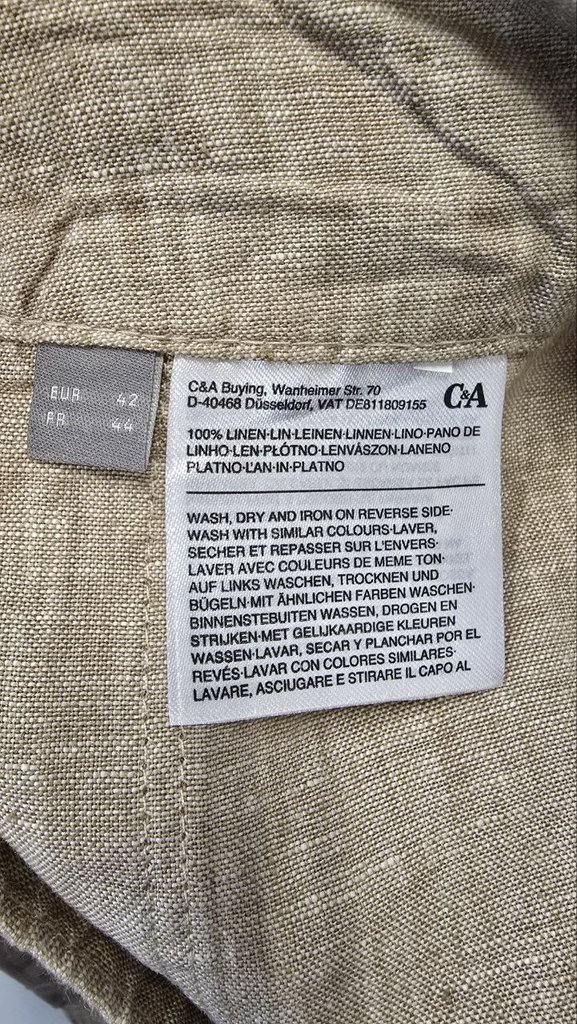 EUR 42
FR 44
C&A Buying, Wanheimer Str. 70
D-40468 Düsseldorf, VAT DE811809155
C&A
100% LINEN·LIN·LEINEN·LINNEN·LINO·PANO DE
LINHO·LEN·PŁÓTNO·LENVÁSZON·LANENO
PLATNO·ĽAN·IN·PLATNO
WASH, DRY AND IRON ON REVERSE SIDE·
WASH WITH SIMILAR COLOURS·LAVER,
SECHER ET REPASSER SUR L'ENVERS·
LAVER AVEC COULEURS DE MEME TON·
AUF LINKS WASCHEN, TROCKNEN UND
BÜGELN·MIT ÄHNLICHEN FARBEN WASCHEN·
BINNENSTEBUITEN WASSEN, DROGEN EN
STRIJKEN·MET GELIJKAARDIGE KLEUREN
WASSEN·LAVAR, SECAR Y PLANCHAR POR EL
REVÉS·LAVAR CON COLORES SIMILARES·
LAVARE, ASCIUGARE E STIRARE IL CAPO AL